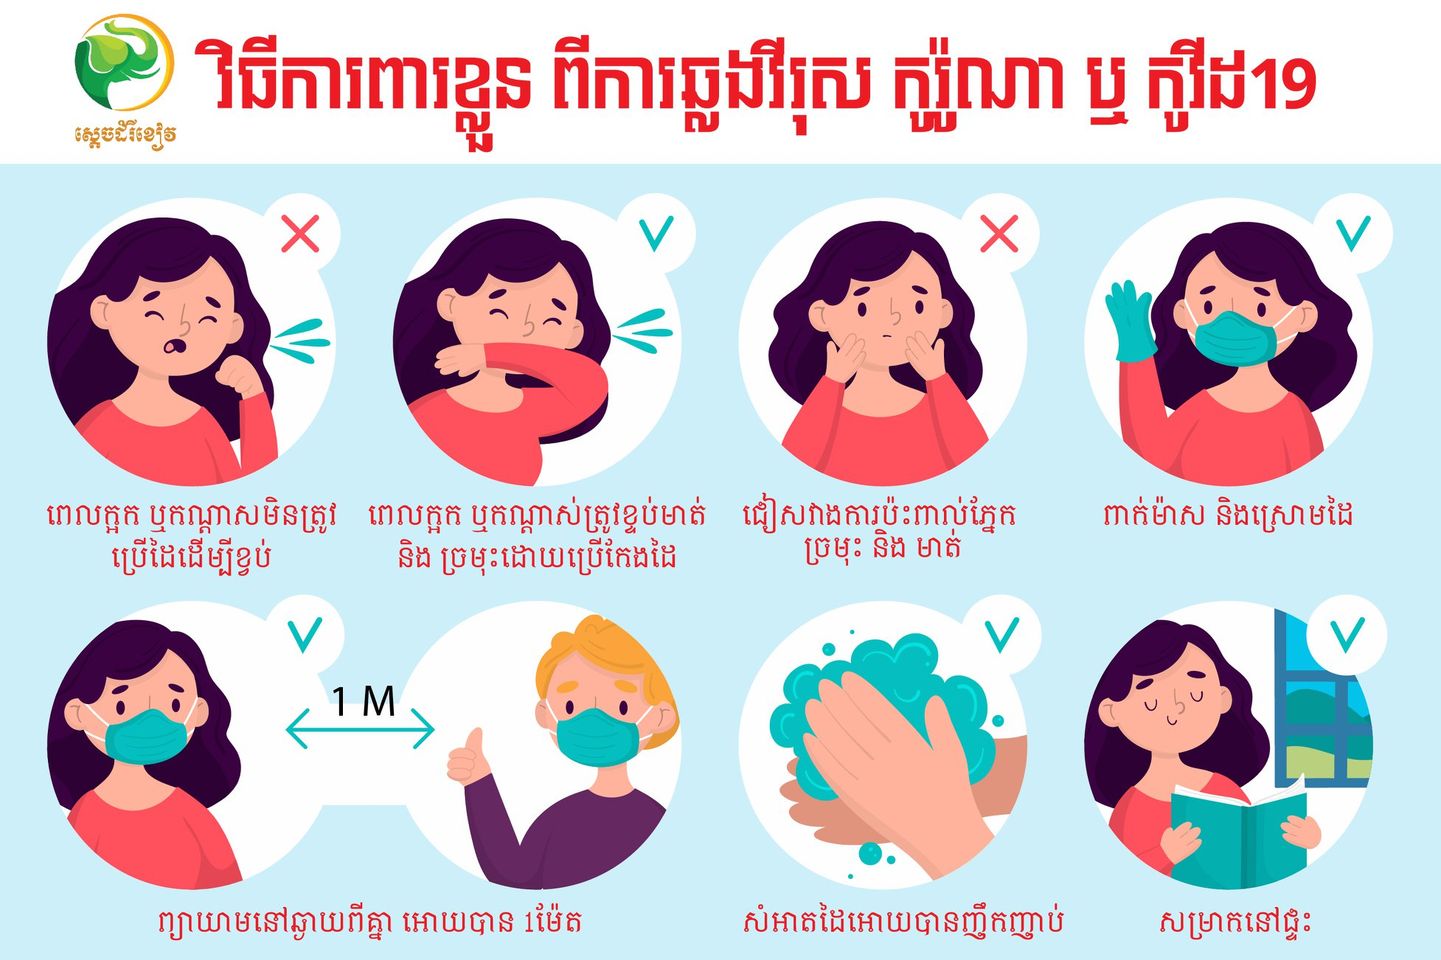 វិធីការពារខ្លួន ពីការឆ្លងវីរុស កូរ៉ូណា ឬ កូវីដ19
ស្តេចដំរីខៀវ
ពេលក្អក ឬកណ្តាសមិនត្រូវ
ប្រើដៃដើម្បីខ្ទប់
ពេលក្អក ឬកណ្តាស់ត្រូវខ្ទប់មាត់
និង ច្រមុះដោយប្រើកែងដៃ
ជៀសវាងការប៉ះពាល់ភ្នែក
ច្រមុះ និង មាត់
ពាក់ម៉ាស និងស្រោមដៃ
1 M
ព្យាយាមនៅឆ្ងាយពីគ្នា អោយបាន 1ម៉ែត
សំអាតដៃអោយបានញឹកញាប់
សម្រាកនៅផ្ទះ